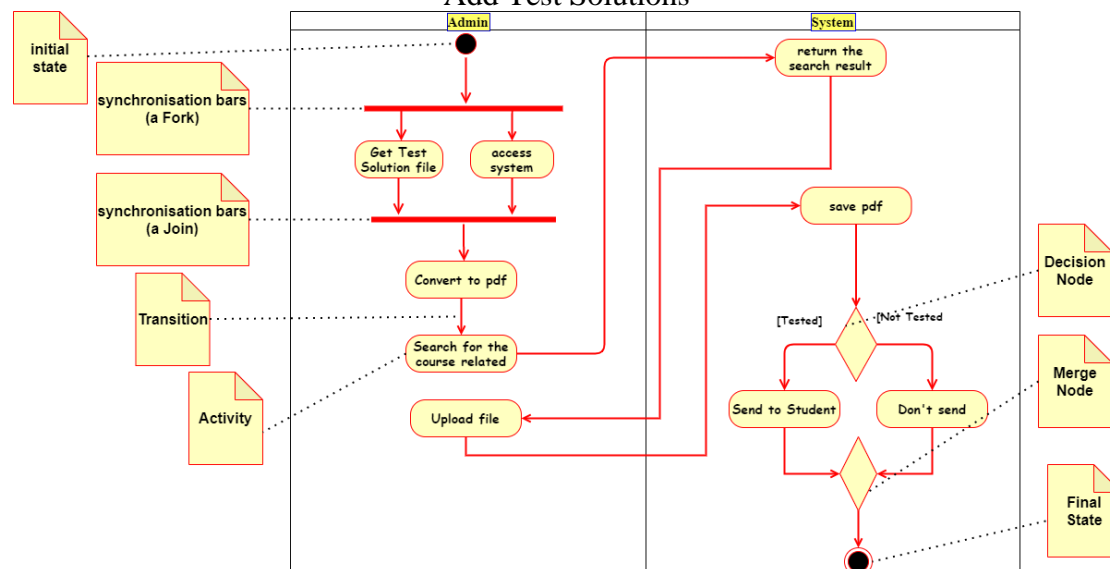 Add Test Solutions
Admin
System
initial
state
return the
search result
synchronisation bars
(a Fork)
Get Test
Solution file
access
system
synchronisation bars
(a Join)
save pdf
Convert to pdf
Decision
Node
Transition
[Tested]
[Not Tested
Search for the
course related
Merge
Node
Activity
Upload file
Send to Student
Don't send
Final
State